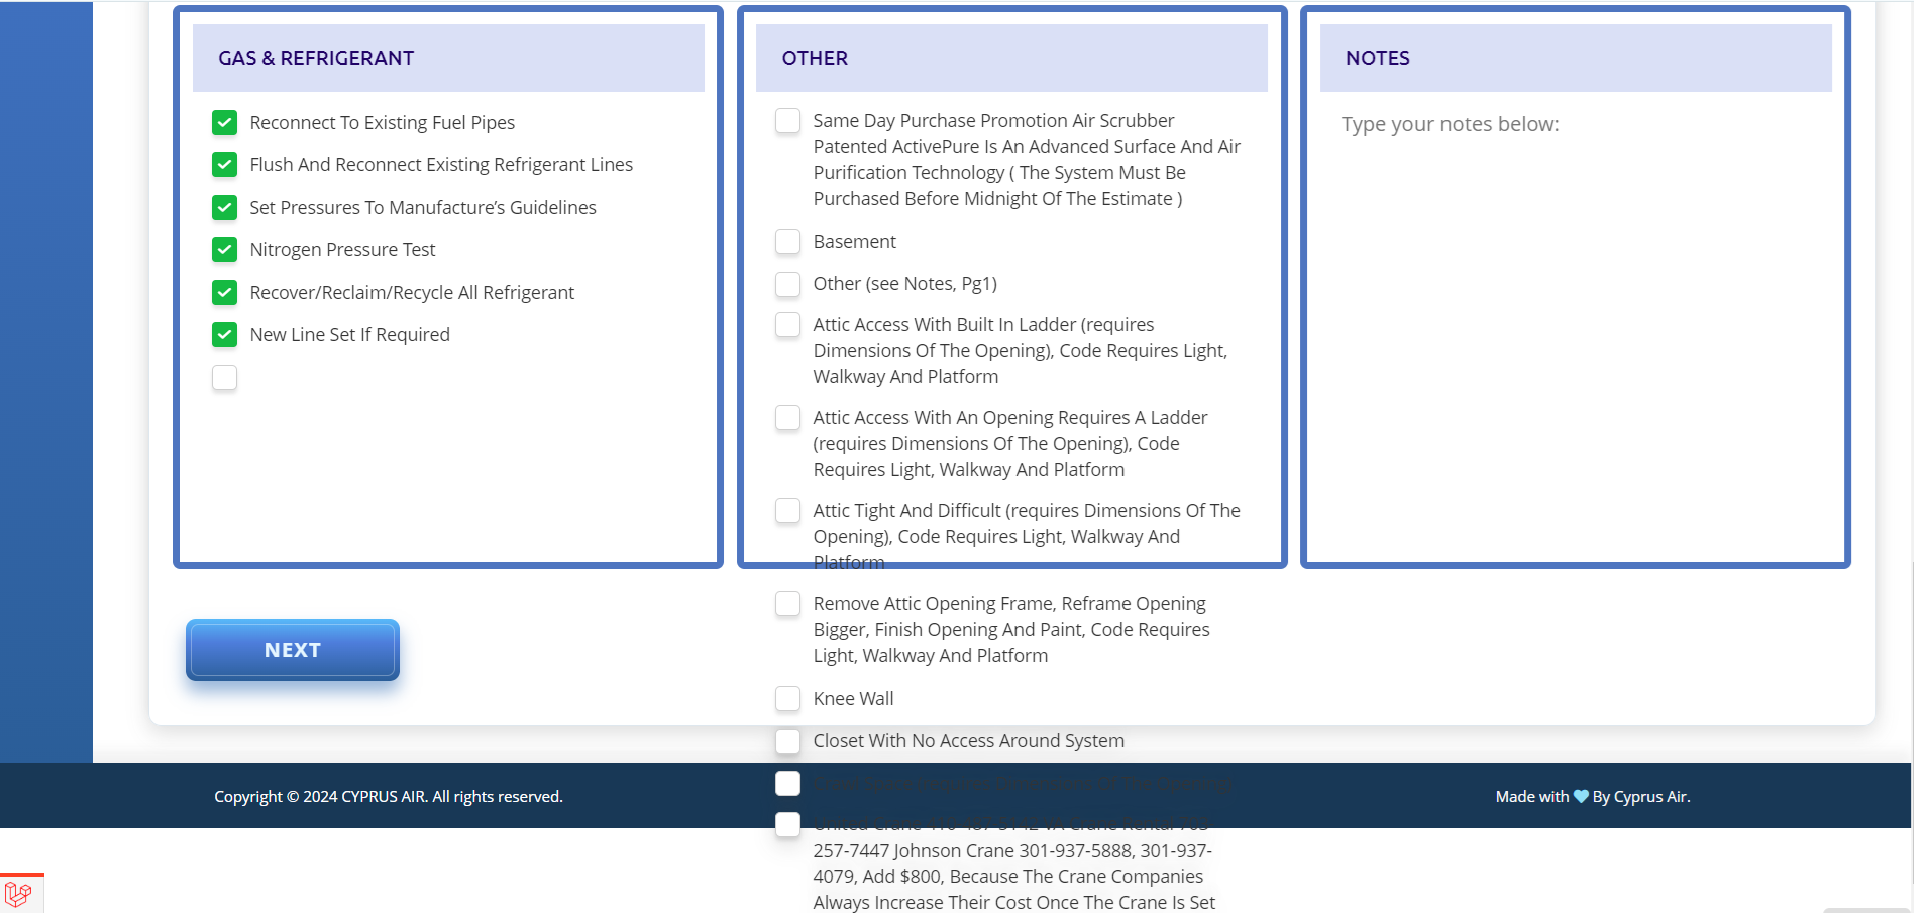 GAS & REFRIGERANT
Reconnect To Existing Fuel Pipes
Flush And Reconnect Existing Refrigerant Lines
Set Pressures To Manufacture’s Guidelines
Nitrogen Pressure Test
Recover/Reclaim/Recycle All Refrigerant
New Line Set If Required
NEXT
OTHER
Same Day Purchase Promotion Air Scrubber
Patented ActivePure Is An Advanced Surface And Air
Purification Technology ( The System Must Be
Purchased Before Midnight Of The Estimate )
Basement
Other (see Notes, Pg1)
Attic Access With Built In Ladder (requires
Dimensions Of The Opening), Code Requires Light,
Walkway And Platform
Attic Access With An Opening Requires A Ladder
(requires Dimensions Of The Opening), Code
Requires Light, Walkway And Platform
Attic Tight And Difficult (requires Dimensions Of The
Opening), Code Requires Light, Walkway And
Platform
Remove Attic Opening Frame, Reframe Opening
Bigger, Finish Opening And Paint, Code Requires
Light, Walkway And Platform
Knee Wall
Closet With No Access Around System
United Crane VA Crane Rental 703-
257-7447 Johnson Crane 301-937-5888, 301-937-
4079, Add $800, Because The Crane Companies
Always Increase Their Cost Once The Crane Is Set
NOTES
Type your notes below:
Copyright © 2024 CYPRUS AIR. All rights reserved.
Made with By Cyprus Air.